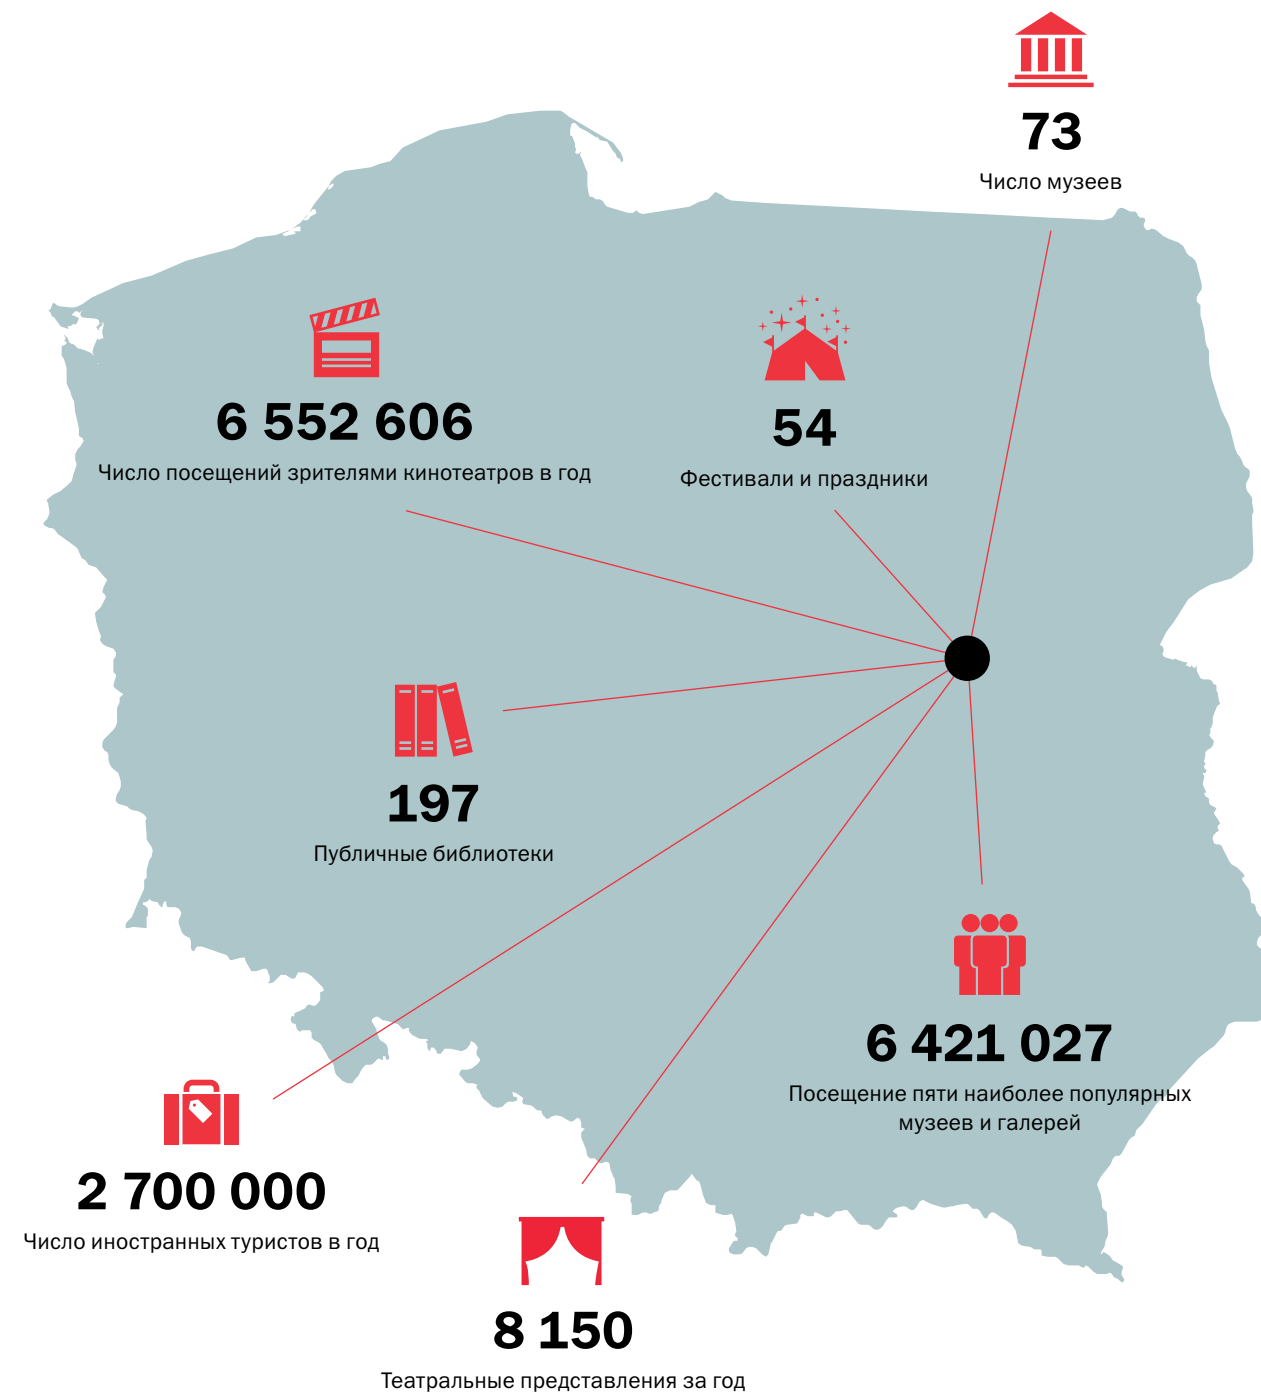 73
Число музеев
6 552 606
Число посещений зрителями кинотеатров в год
54
Фестивали и праздники
197
Публичные библиотеки
6 421 027
Посещение пяти наиболее популярных
музеев и галерей
2 700 000
Число иностранных туристов в год
8 150
Театральные представления за год